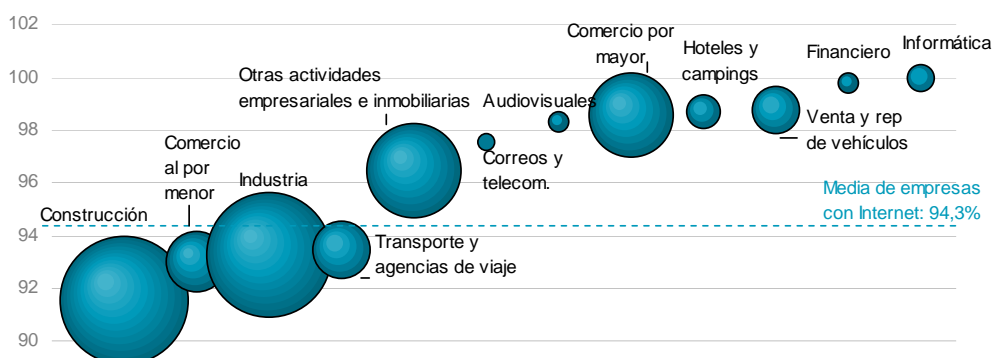 102
100
98
96
94
92
90
Construcción
Comercio
al por
menor
Industria
Transporte y
agencias de viaje
Otras actividades
empresariales e inmobiliarias
Correos y
telecom.
Audiovisuales
Comercio por
mayor
Hoteles y
campings
Venta y rep
de vehículos
Financiero
Informática
Media de empresas
con Internet: 94,3%